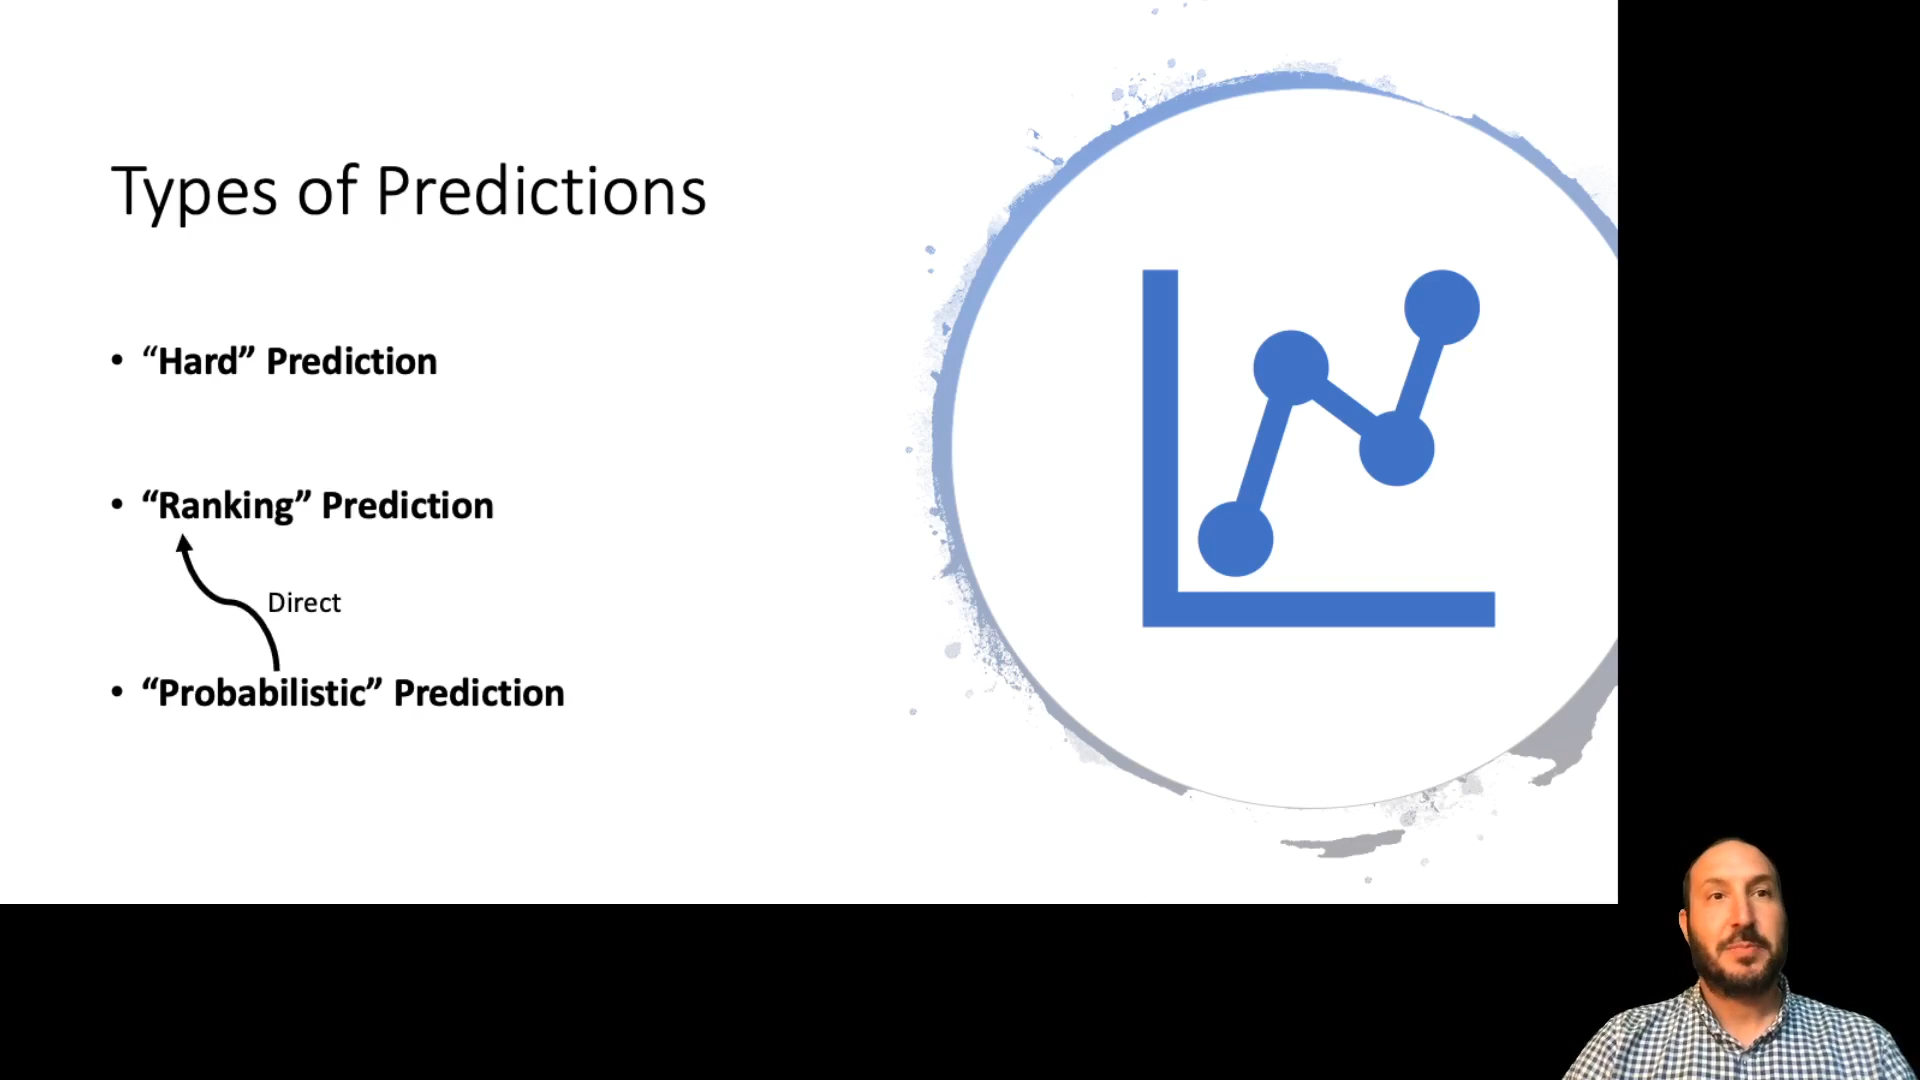 Types of Predictions
• “Hard” Prediction
• “Ranking” Prediction
Direct
• “Probabilistic” Prediction